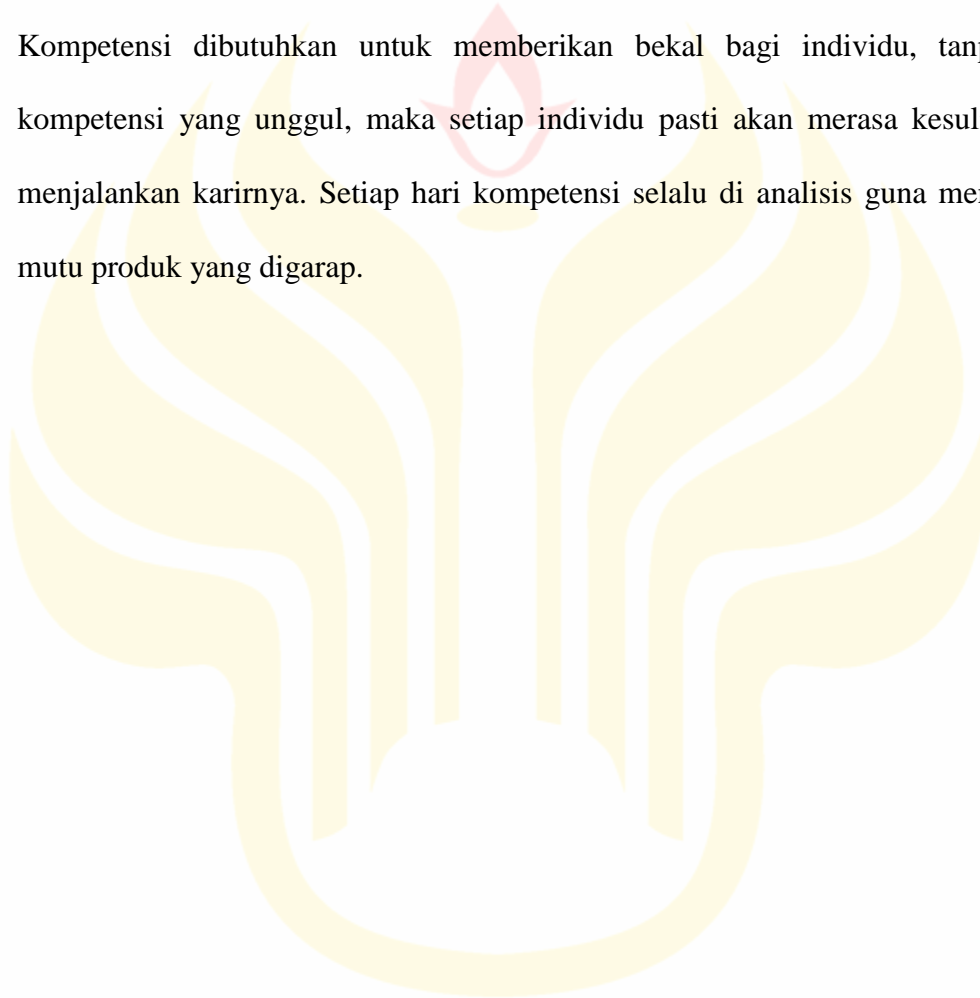 Kompetensi dibutuhkan untuk memberikan bekal bagi individu,
kompetensi yang unggul, maka setiap individu pasti akan merasa
menjalankan karirnya. Setiap hari kompetensi selalu di analisis guna
mutu produk yang digarap.